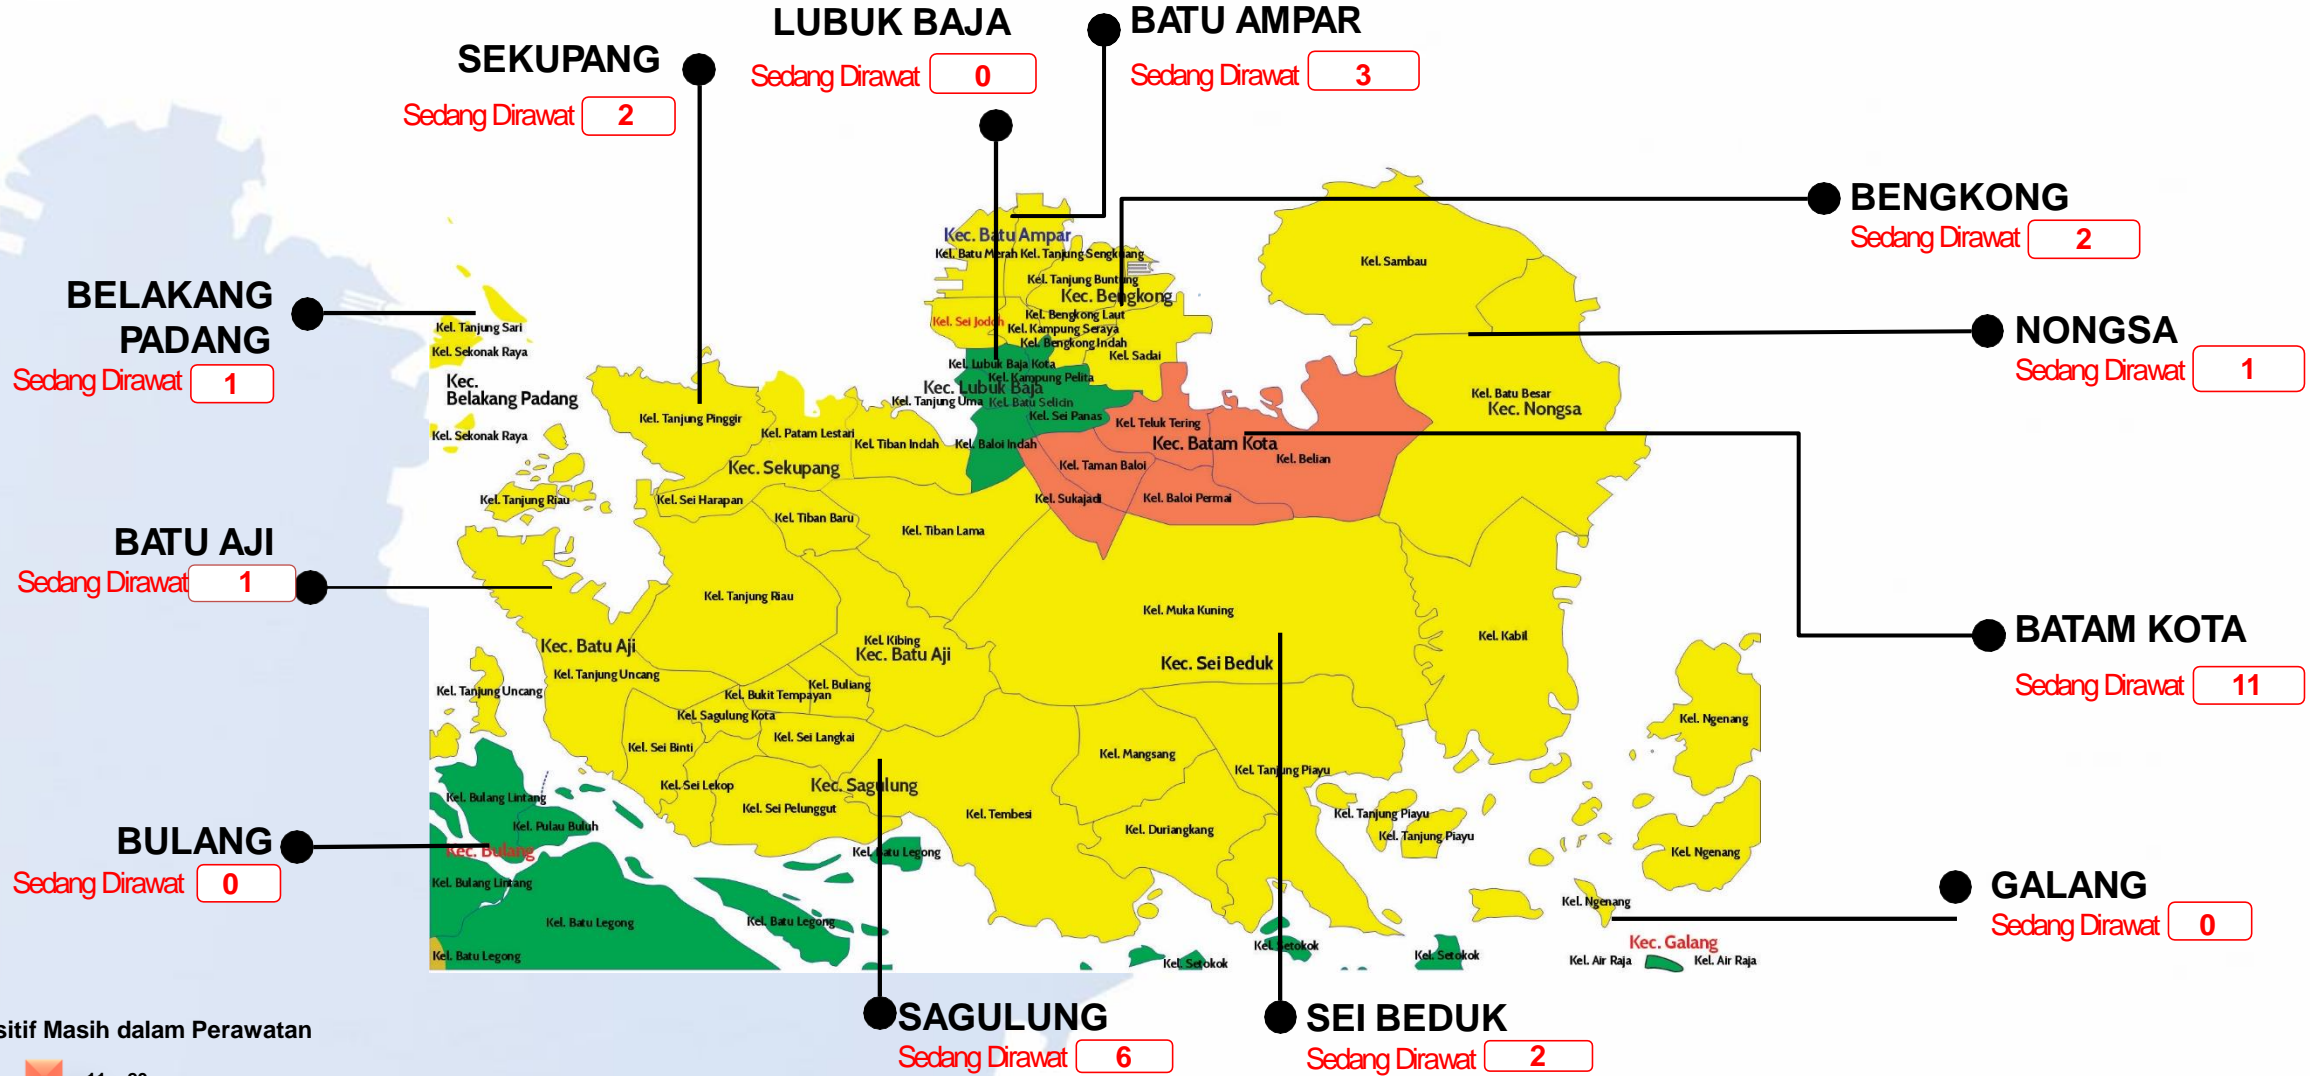 LUBUK BAJA
Sedang Dirawat 0
BATU AMPAR
Sedang Dirawat 3
SEKUPANG
Sedang Dirawat 2
BENGKONG
Sedang Dirawat 2
BELAKANG
PADANG
Sedang Dirawat 1
NONGSA
Sedang Dirawat 1
BATU AJI
Sedang Dirawat 1
BATAM KOTA
Sedang Dirawat 11
BULANG
Sedang Dirawat 0
GALANG
Sedang Dirawat 0
SAGULUNG
Sedang Dirawat 6
SEI BEDUK
Sedang Dirawat 2
Kec. Batu Ampar
Kel. Batu Merah
Kel. Tanjung Sengkuang
Kel. Tanjung Buntung
Kec. Bengkong
Kel. Sei Jodoh
Kel. Bengkong Laut
Kel. Kampung Seraya
Kel. Bengkong Indah
Kel. Sadai
Kel. Sambau
Kel. Tanjung Sari
Kel. Sekonak Raya
Kec.
Belakang Padang
Kel. Sekonak Raya
Kel. Lubuk Baja Kota
Kel. Kampung Pelita
Kec. Lubuk Baja
Kel. Tanjung Uma
Kel. Batu Selicin
Kel. Sei Panas
Kel. Baloi Indah
Kel. Teluk Tering
Kec. Batam Kota
Kel. Belian
Kel. Taman Baloi
Kel. Sukajadi
Kel. Baloi Permai
Kel. Batu Besar
Kec. Nongsa
Kel. Tanjung Pinggir
Kel. Patam Lestari
Kel. Tiban Indah
Kec. Sekupang
Kel. Tanjung Riau
Kel. Sei Harapan
Kel. Tiban Baru
Kel. Tiban Lama
Kel. Tanjung Riau
Kel. Muka Kuning
Kel. Kabil
Kec. Batu Aji
Kel. Kibing
Kec. Batu Aji
Kec. Sei Beduk
Kel. Tanjung Uncang
Kel. Tanjung Uncang
Kel. Buliang
Kel. Bukit Tempayan
Kel. Sagulung Kota
Kel. Sei Langkai
Kel. Sei Binti
Kel. Mangsang
Kel. Ngenang
Kel. Tanjung Piayu
Kel. Sei Lekop
Kec. Sagulung
Kel. Sei Pelunggut
Kel. Tembesi
Kel. Duriangkang
Kel. Tanjung Piayu
Kel. Tanjung Piayu
Kel. Bulang Lintang
Kel. Pulau Buluh
Kec. Bulang
Kel. Batu Legong
Kel. Ngenang
Kel. Bulang Lintang
Kel. Batu Legong
Kel. Batu Legong
Kel. Batu Legong
Kel. Ngenang
Kel. Setokok
Kel. Setokok
Kel. Setokok
Kec. Galang
Kel. Air Raja
Kel. Air Raja
sitif Masih dalam Perawatan